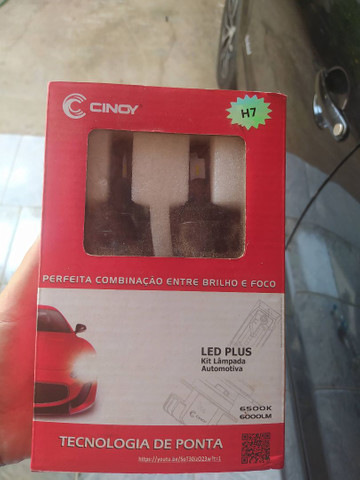 CINOY
H7
PERFEITA COMBINAÇÃO ENTRE BRILHO E FOCO
LED PLUS
Kit Lâmpada
Automotiva
6500K
6000LM
TECNOLOGIA DE PONTA